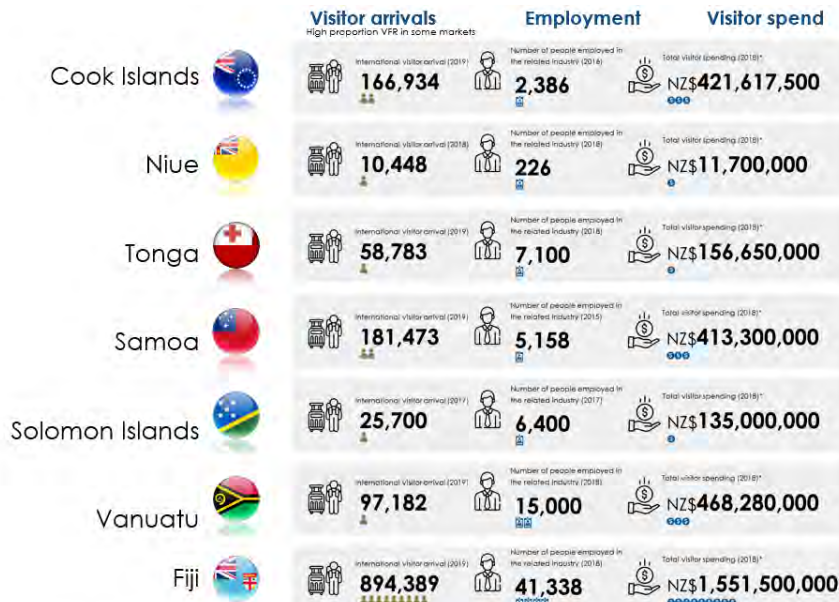 Visitor arrivals Employment Visitor spend
High proportion VFR in some markets
Cook Islands
International visitor arrival (2019)
166,934
Number of people employed in
the related industry (2016)
2,386
Total visitor spending (2018)*
NZ$421,617,500
Niue
International visitor arrival (2018)
10,448
Number of people employed in
the related industry (2018)
226
Total visitor spending (2018)*
NZ$11,700,000
Tonga
International visitor arrival (2019)
58,783
Number of people employed in
the related industry (2018)
7,100
Total visitor spending (2018)*
NZ$156,650,000
Samoa
International visitor arrival (2019)
181,473
Number of people employed in
the related industry (2015)
5,158
Total visitor spending (2018)*
NZ$413,300,000
Solomon Islands
International visitor arrival (2017)
25,700
Number of people employed in
the related industry (2017)
6,400
Total visitor spending (2018)*
NZ$135,000,000
Vanuatu
International visitor arrival (2019)
97,182
Number of people employed in
the related industry (2018)
15,000
Total visitor spending (2018)*
NZ$468,280,000
Fiji
International visitor arrival (2019)
894,389
Number of people employed in
the related industry (2018)
41,338
Total visitor spending (2018)*
NZ$1,551,500,000